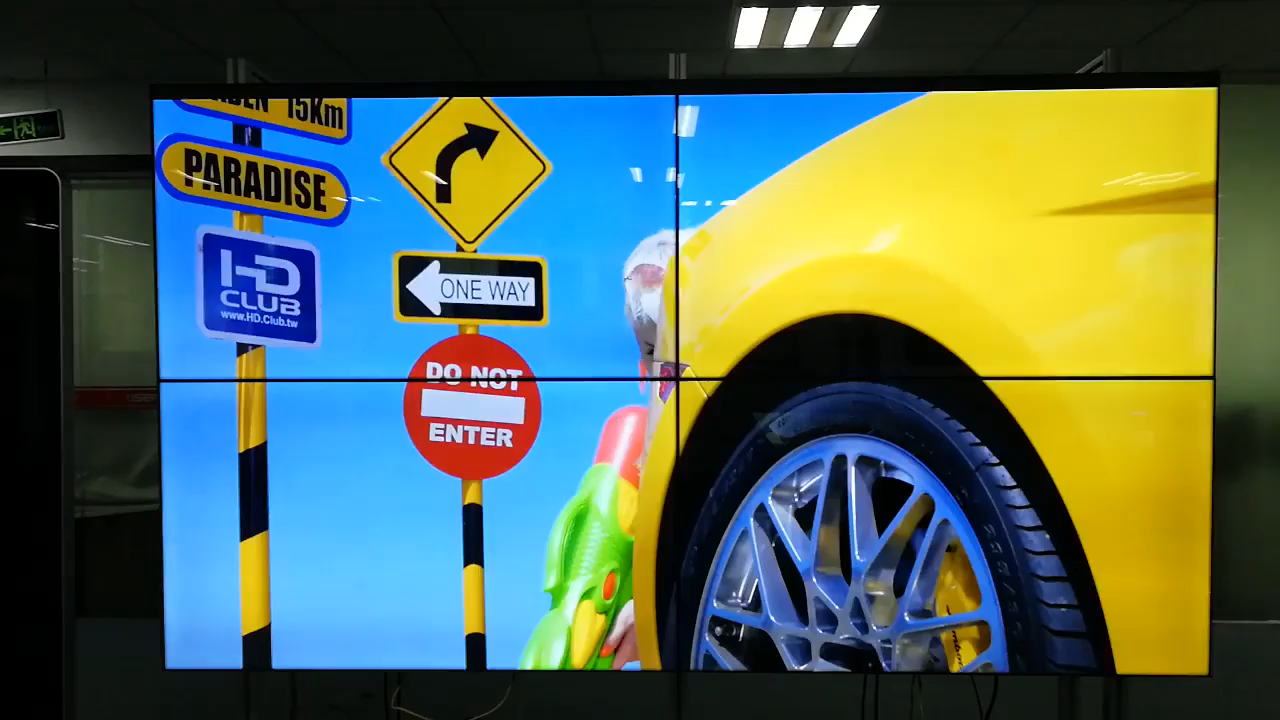 15Km
PARADISE
HD
CLUB
www.HD.Club.tw
ONE WAY
DO NOT
ENTER